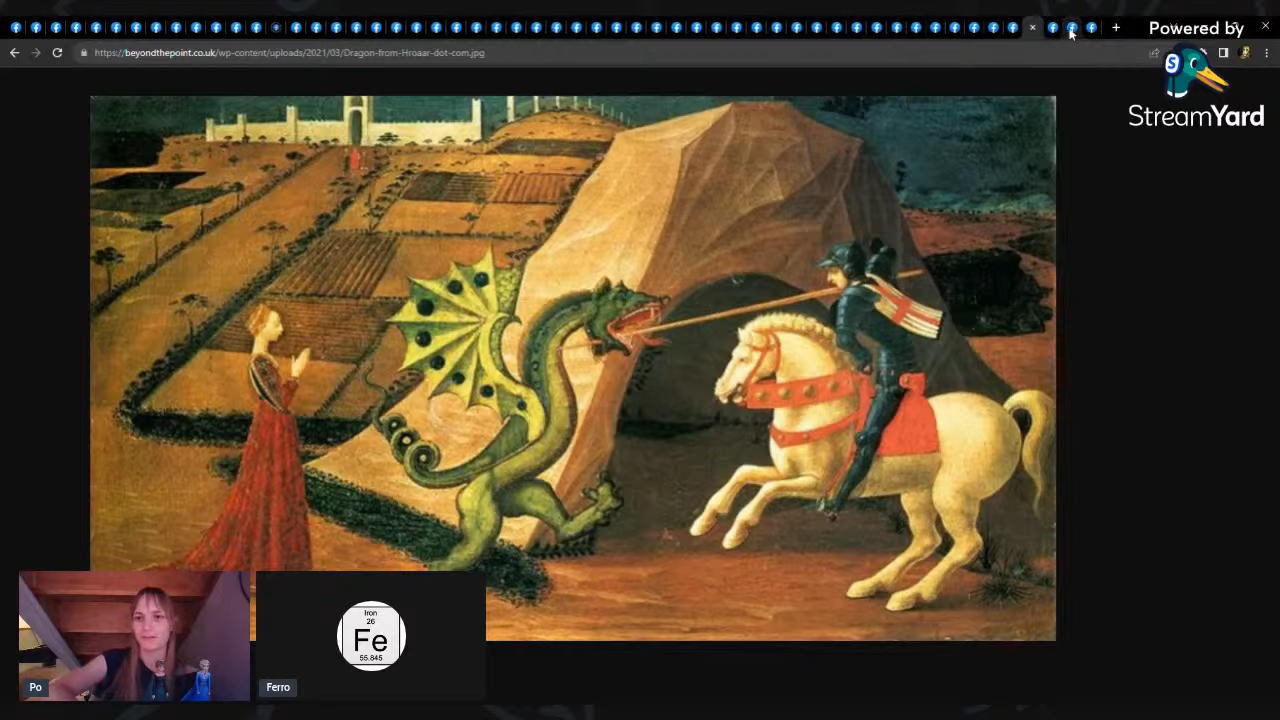 Powered by
https://beyondthepoint.co.uk/wp-content/uploads/2021/03/Dragon-from-Hroaar-dot-com.jpg
StreamYard
Iron
26
Fe
55.845
Po
Ferro